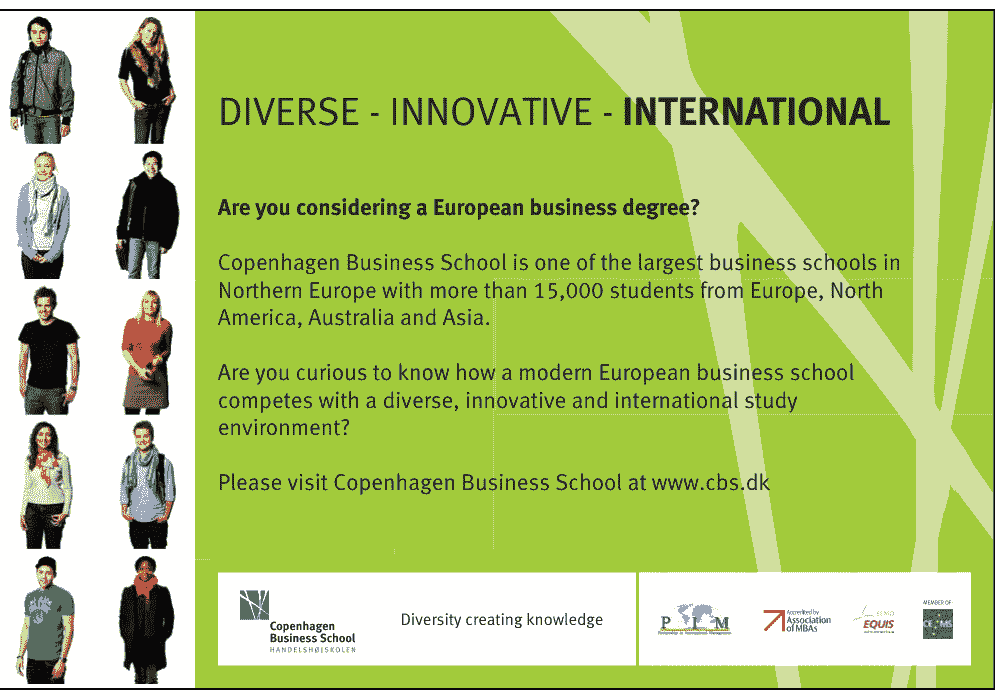 DIVERSE - INNOVATIVE - INTERNATIONAL
Are you considering a European business degree?
Copenhagen Business School is one of the largest business schools in
Northern Europe with more than 15,000 students from Europe, North
America, Australia and Asia.
Are you curious to know how a modern European business school
competes with a diverse, innovative and international study
environment?
Please visit Copenhagen Business School at www.cbs.dk
Copenhagen
Business School
HANDELSHØJSKOLEN
Diversity creating knowledge
P I M
Accredited by
Association
of MBAs
EQUIS
MEMBER OF
CEMS